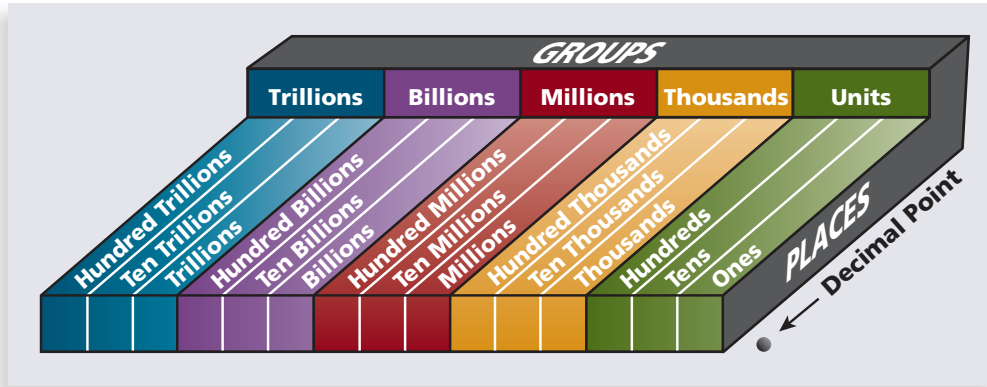 GROUPS
Trillions
Billions
Millions
Thousands
Units
Hundred Trillions
Ten Trillions
Trillions
Hundred Billions
Ten Billions
Billions
Hundred Millions
Ten Millions
Millions
Hundred Thousands
Ten Thousands
Thousands
Hundreds
Tens
Ones
PLACES
Decimal Point